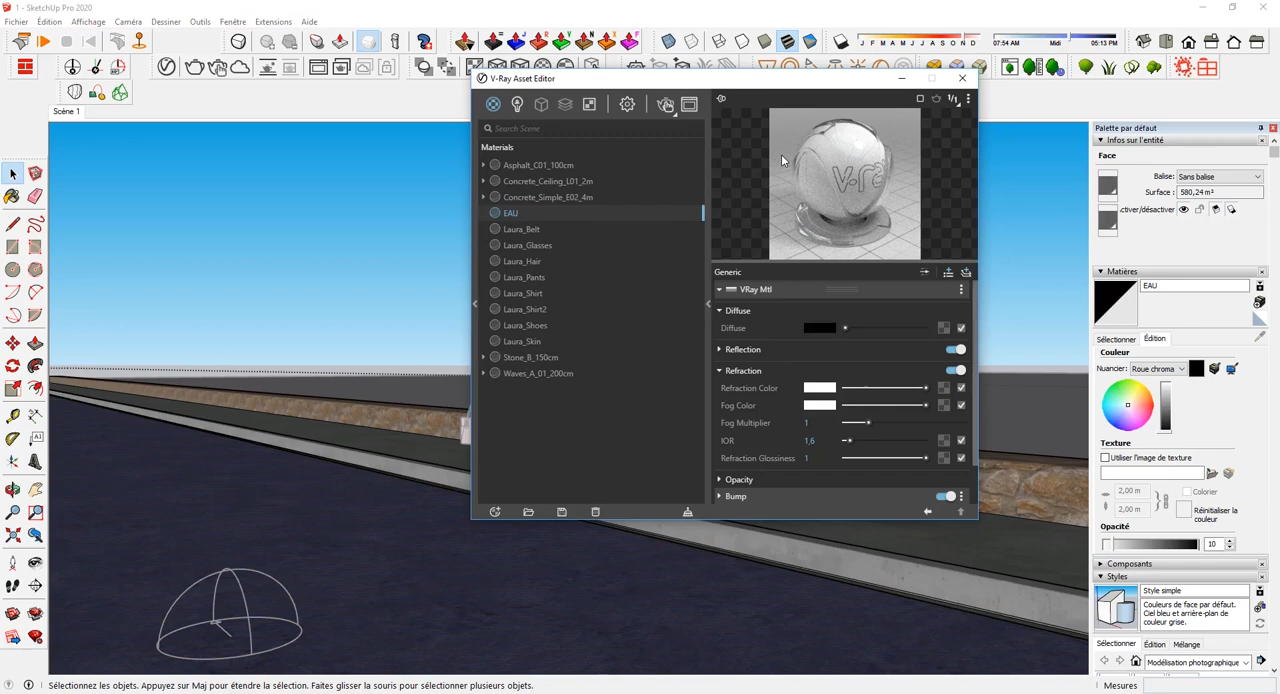 1 - SketchUp Pro 2020
Fichier Édition Affichage Caméra Dessiner Outils Fenêtre Extensions Aide
J F M A M J J A S O N D
07:54 AM Midi 05:13 PM
Scène 1
V-Ray Asset Editor
Search Scene
Materials
Asphalt_C01_100cm
Concrete_Ceiling_L01_2m
Concrete_Simple_E02_4m
EAU
Laura_Belt
Laura_Glasses
Laura_Hair
Laura_Pants
Laura_Shirt
Laura_Shirt2
Laura_Shoes
Laura_Skin
Stone_B_150cm
Waves_A_01_200cm
1/1
v-ra
Generic
VRay Mtl
Diffuse
Diffuse
Reflection
Refraction
Refraction Color
Fog Color
Fog Multiplier 1
IOR 1,6
Refraction Glossiness 1
Opacity
Bump
Palette par défaut
Infos sur l'entité
Face
Balise: Sans balise
Surface : 580,24 m²
ctiver/désactiver
Matières
EAU
Sélectionner Édition
Couleur
Nuancier: Roue chroma
Texture
Utiliser l'image de texture
2,00 m Colorier
2,00 m Réinitialiser la couleur
Opacité
10
Composants
Styles
Style simple
Couleurs de face par défaut. Ciel bleu et arrière-plan de couleur grise.
Sélectionner Édition Mélange
Modélisation photographique
Sélectionnez les objets. Appuyez sur Maj pour étendre la sélection. Faites glisser la souris pour sélectionner plusieurs objets.
Mesures